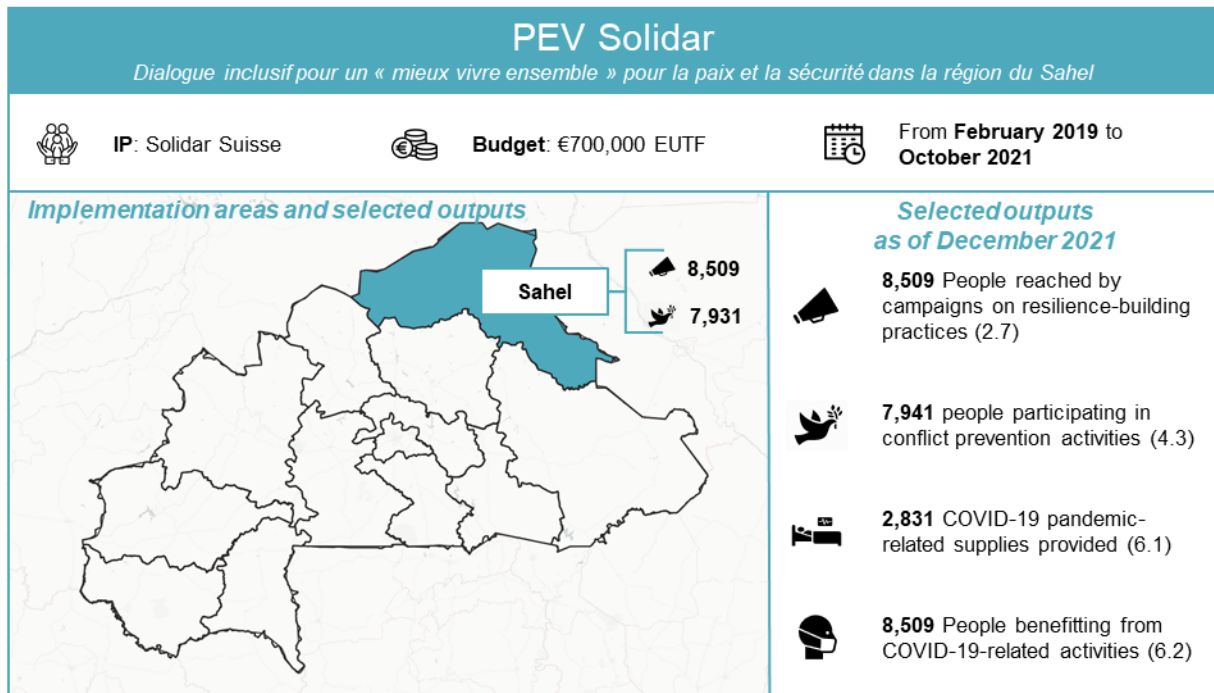 PEV Solidar
Dialogue inclusif pour un « mieux vivre ensemble » pour la paix et la sécurité dans la région du Sahel
IP: Solidar Suisse
Budget: €700,000 EUTF
From February 2019 to
October 2021
Implementation areas and selected outputs
Sahel
8,509
7,931
Selected outputs
as of December 2021
8,509 People reached by
campaigns on resilience-building
practices (2.7)
7,941 people participating in
conflict prevention activities (4.3)
2,831 COVID-19 pandemic-
related supplies provided (6.1)
8,509 People benefitting from
COVID-19-related activities (6.2)